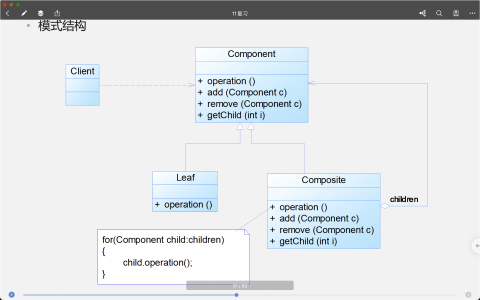 11复习
• 模式结构
Component
Client
+ operation ()
+ add (Component c)
+ remove (Component c)
+ getChild (int i)
Leaf
+ operation ()
Composite
+ operation ()
+ add (Component c)
+ remove (Component c)
+ getChild (int i)
children
for(Component child:children)
{
child.operation();
}